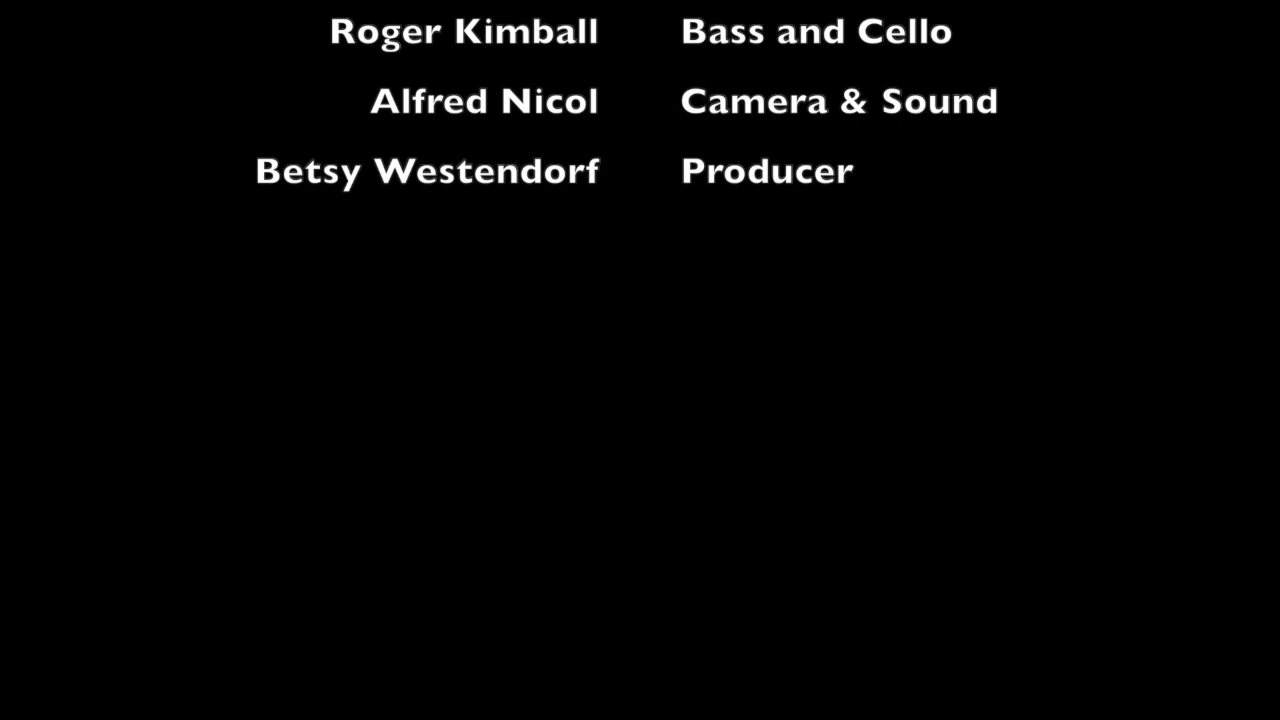 Roger Kimball Bass and Cello
Alfred Nicol Camera & Sound
Betsy Westendorf Producer